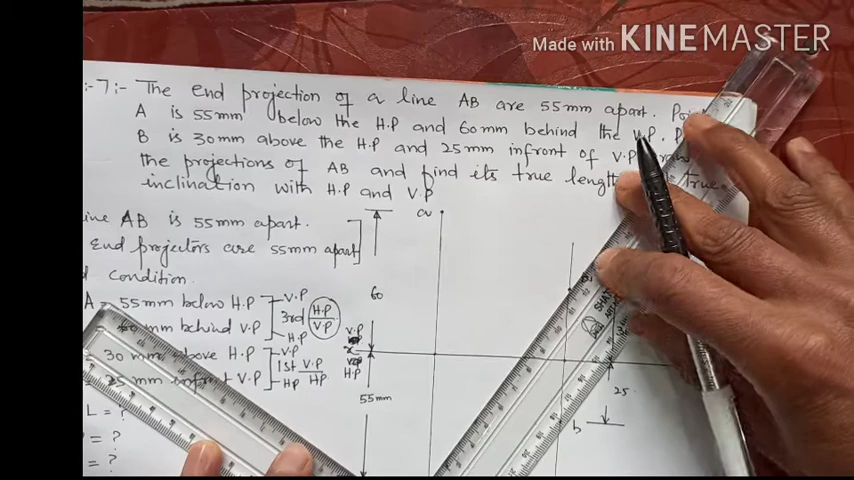 Made with KINEMASTER
:-7:- The end projection of a line AB are 55mm apart.
A is 55mm below the H.P and 60mm behind the V.P.
B is 30mm above the H.P and 25mm infront of V.P
the projections of AB and find its true length true
inclination with H.P and V.P
line AB is 55mm apart.
End projectors are 55mm apart
condition.
A = 55mm below H.P
mm behind V.P
= 30 mm above H.P
= 25 mm infront V.P
V.P
3rd H.P
V.P
H.P
V.P
1st V.P
HP
HP
L = ?
= ?
= ?
a
60
V.P
x
H.P
55mm
25
b